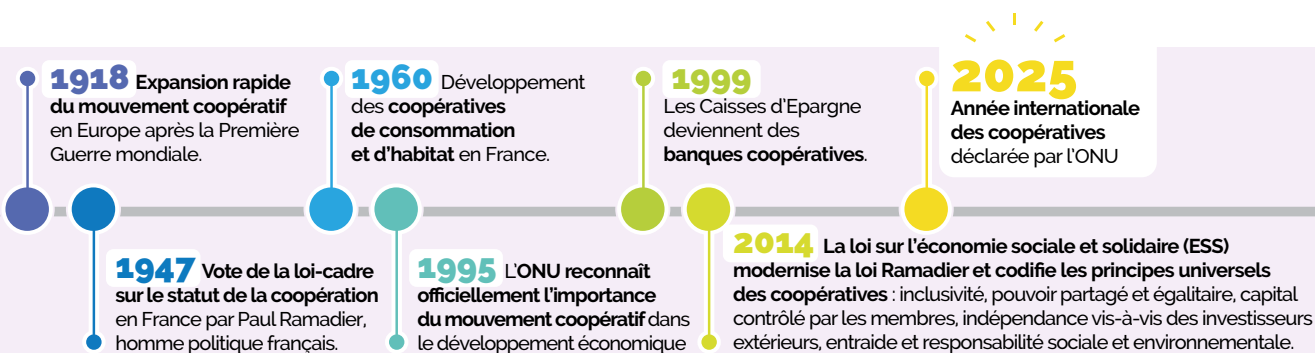 1918 Expansion rapide
du mouvement coopératif
en Europe après la Première
Guerre mondiale.
1947 Vote de la loi-cadre
sur le statut de la coopération
en France par Paul Ramadier,
homme politique français.
1960 Développement
des coopératives
de consommation
et d'habitat en France.
1995 L'ONU reconnaît
officiellement l'importance
du mouvement coopératif dans
le développement économique
1999
Les Caisses d'Epargne
deviennent des
banques coopératives.
2014 La loi sur l'économie sociale et solidaire (ESS)
modernise la loi Ramadier et codifie les principes universels
des coopératives : inclusivité, pouvoir partagé et égalitaire, capital
contrôlé par les membres, indépendance vis-à-vis des investisseurs
extérieurs, entraide et responsabilité sociale et environnementale.
2025
Année internationale
des coopératives
déclarée par l'ONU